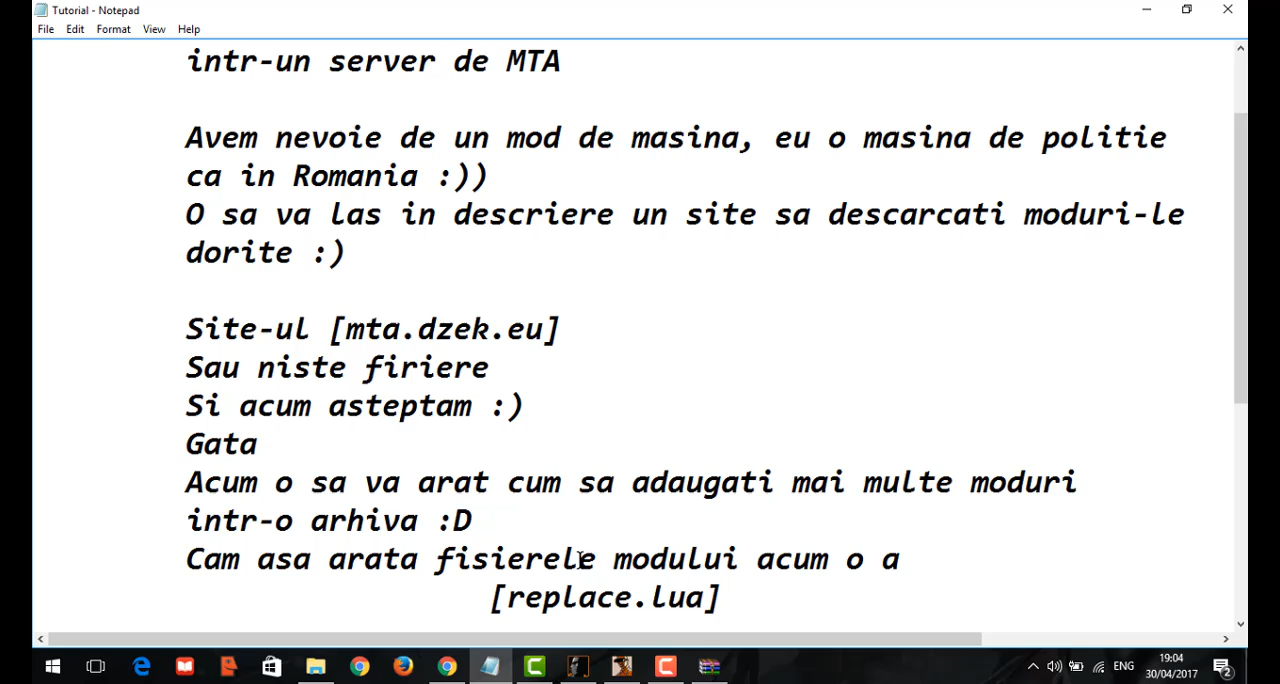 Tutorial - Notepad
File Edit Format View Help
intr-un server de MTA
Avem nevoie de un mod de masina, eu o masina de politie
ca in Romania :))
O sa va las in descriere un site sa descarcati moduri-le
dorite :)
Site-ul [mta.dzek.eu]
Sau niste firiere
Si acum asteptam :)
Gata
Acum o sa va arat cum sa adaugati mai multe moduri
intr-o arhiva :D
Cam asa arata fisierele modului acum o a
[replace.lua]
ENG
19:04
30/04/2017
2